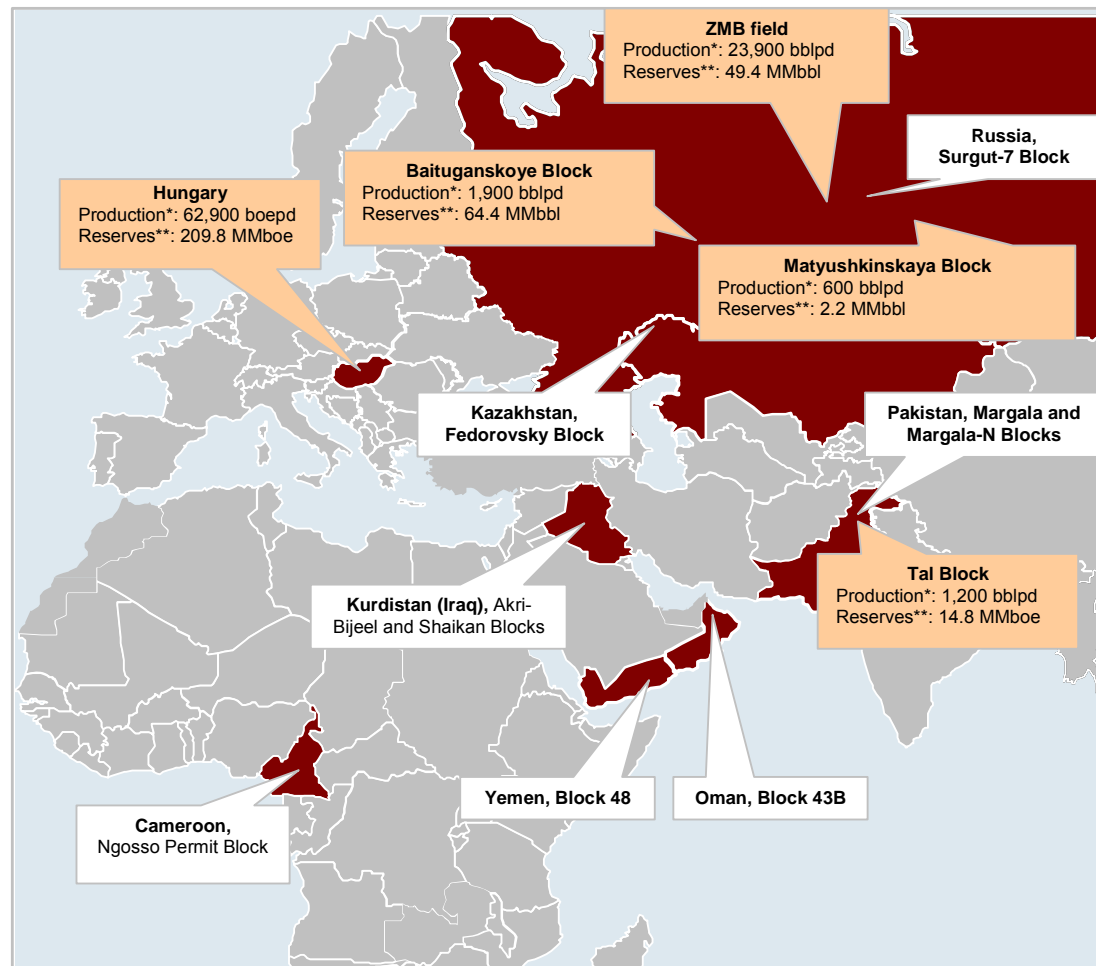 ZMB field
Production*: 23,900 bblpd
Reserves**: 49.4 MMbbl
Russia,
Surgut-7 Block
Baituganskoye Block
Production*: 1,900 bblpd
Reserves**: 64.4 MMbbl
Hungary
Production*: 62,900 boepd
Reserves**: 209.8 MMboe
Matyushkinskaya Block
Production*: 600 bblpd
Reserves**: 2.2 MMbbl
Kazakhstan,
Fedorovsky Block
Pakistan, Margala and
Margala-N Blocks
Tal Block
Production*: 1,200 bblpd
Reserves**: 14.8 MMboe
Kurdistan (Iraq), Akri-
Bijeel and Shaikan Blocks
Yemen, Block 48
Oman, Block 43B
Cameroon,
Ngosso Permit Block